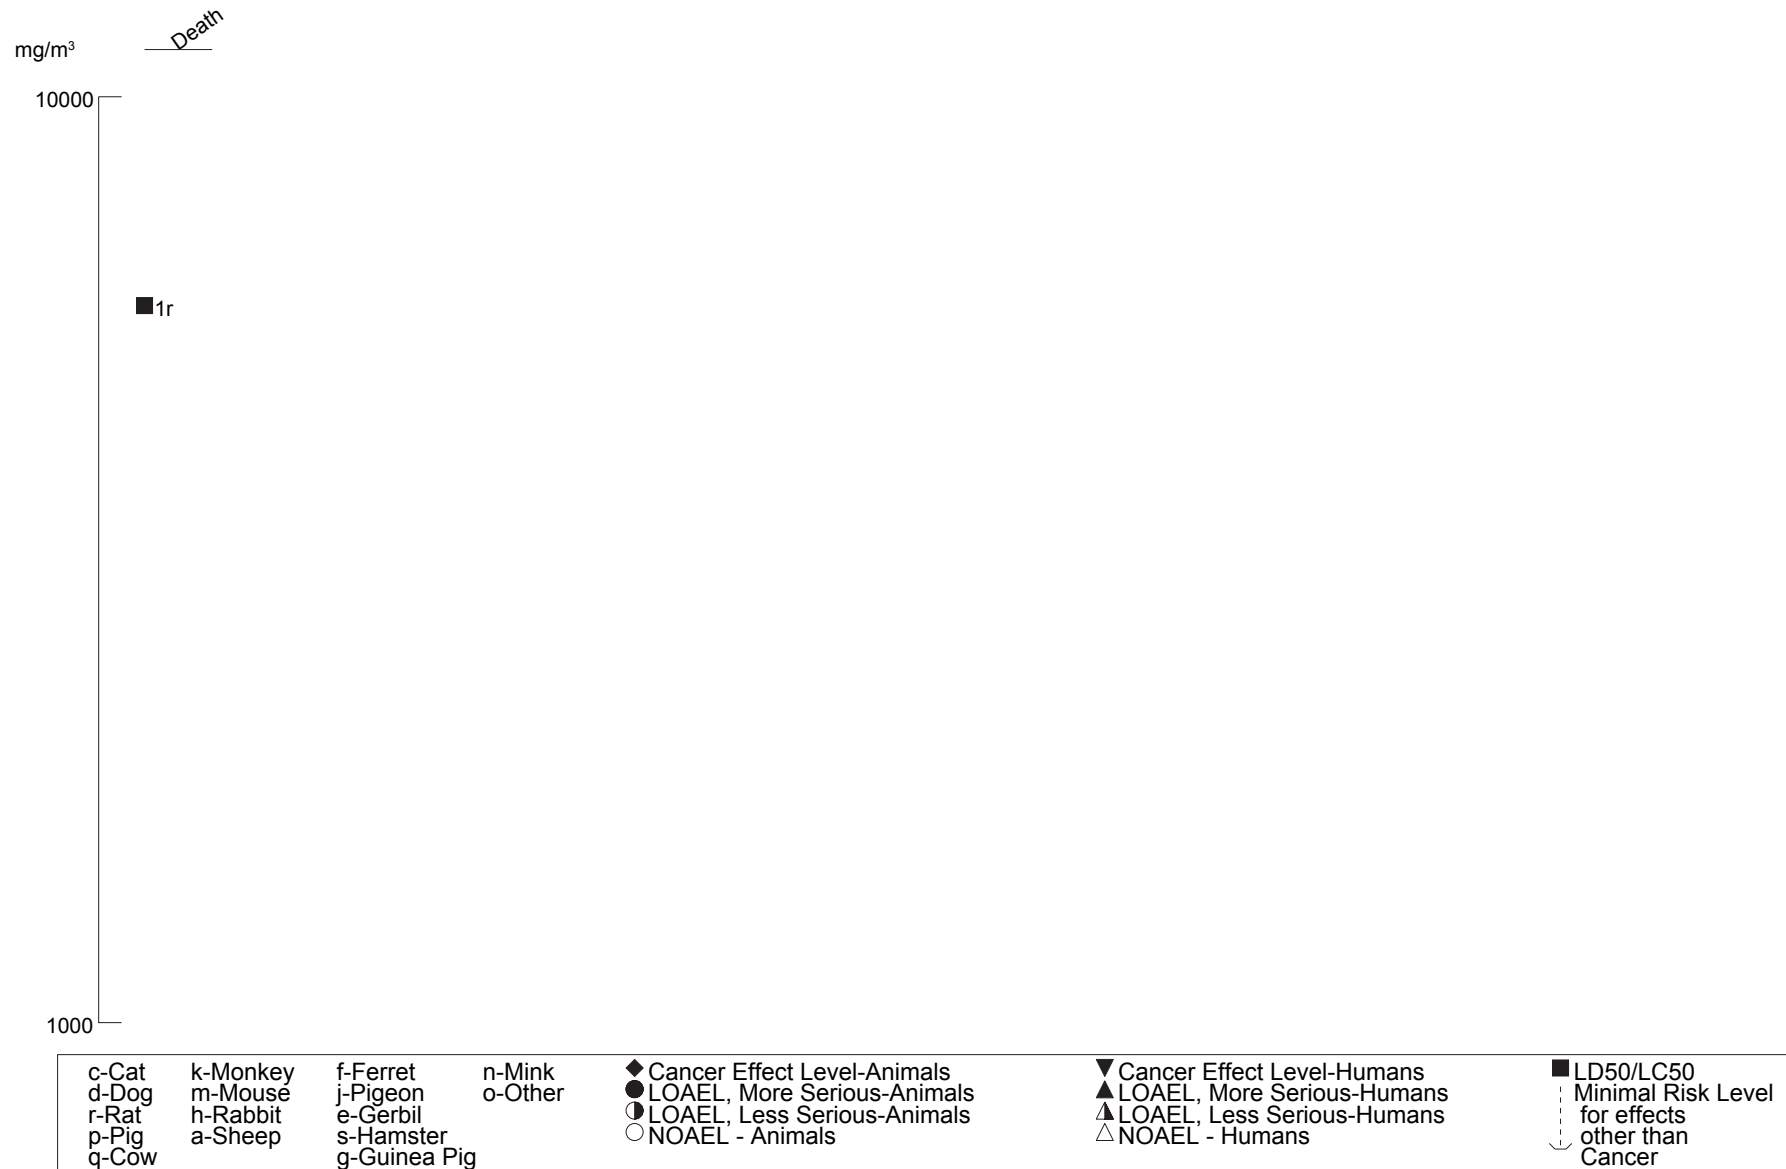 Death
mg/m³
10000
1r
1000
c-Cat k-Monkey f-Ferret n-Mink
d-Dog m-Mouse j-Pigeon o-Other
r-Rat h-Rabbit e-Gerbil
p-Pig a-Sheep s-Hamster
q-Cow g-Guinea Pig
Cancer Effect Level-Animals
LOAEL, More Serious-Animals
LOAEL, Less Serious-Animals
NOAEL - Animals
Cancer Effect Level-Humans
LOAEL, More Serious-Humans
LOAEL, Less Serious-Humans
NOAEL - Humans
LD50/LC50
Minimal Risk Level
for effects
other than
Cancer